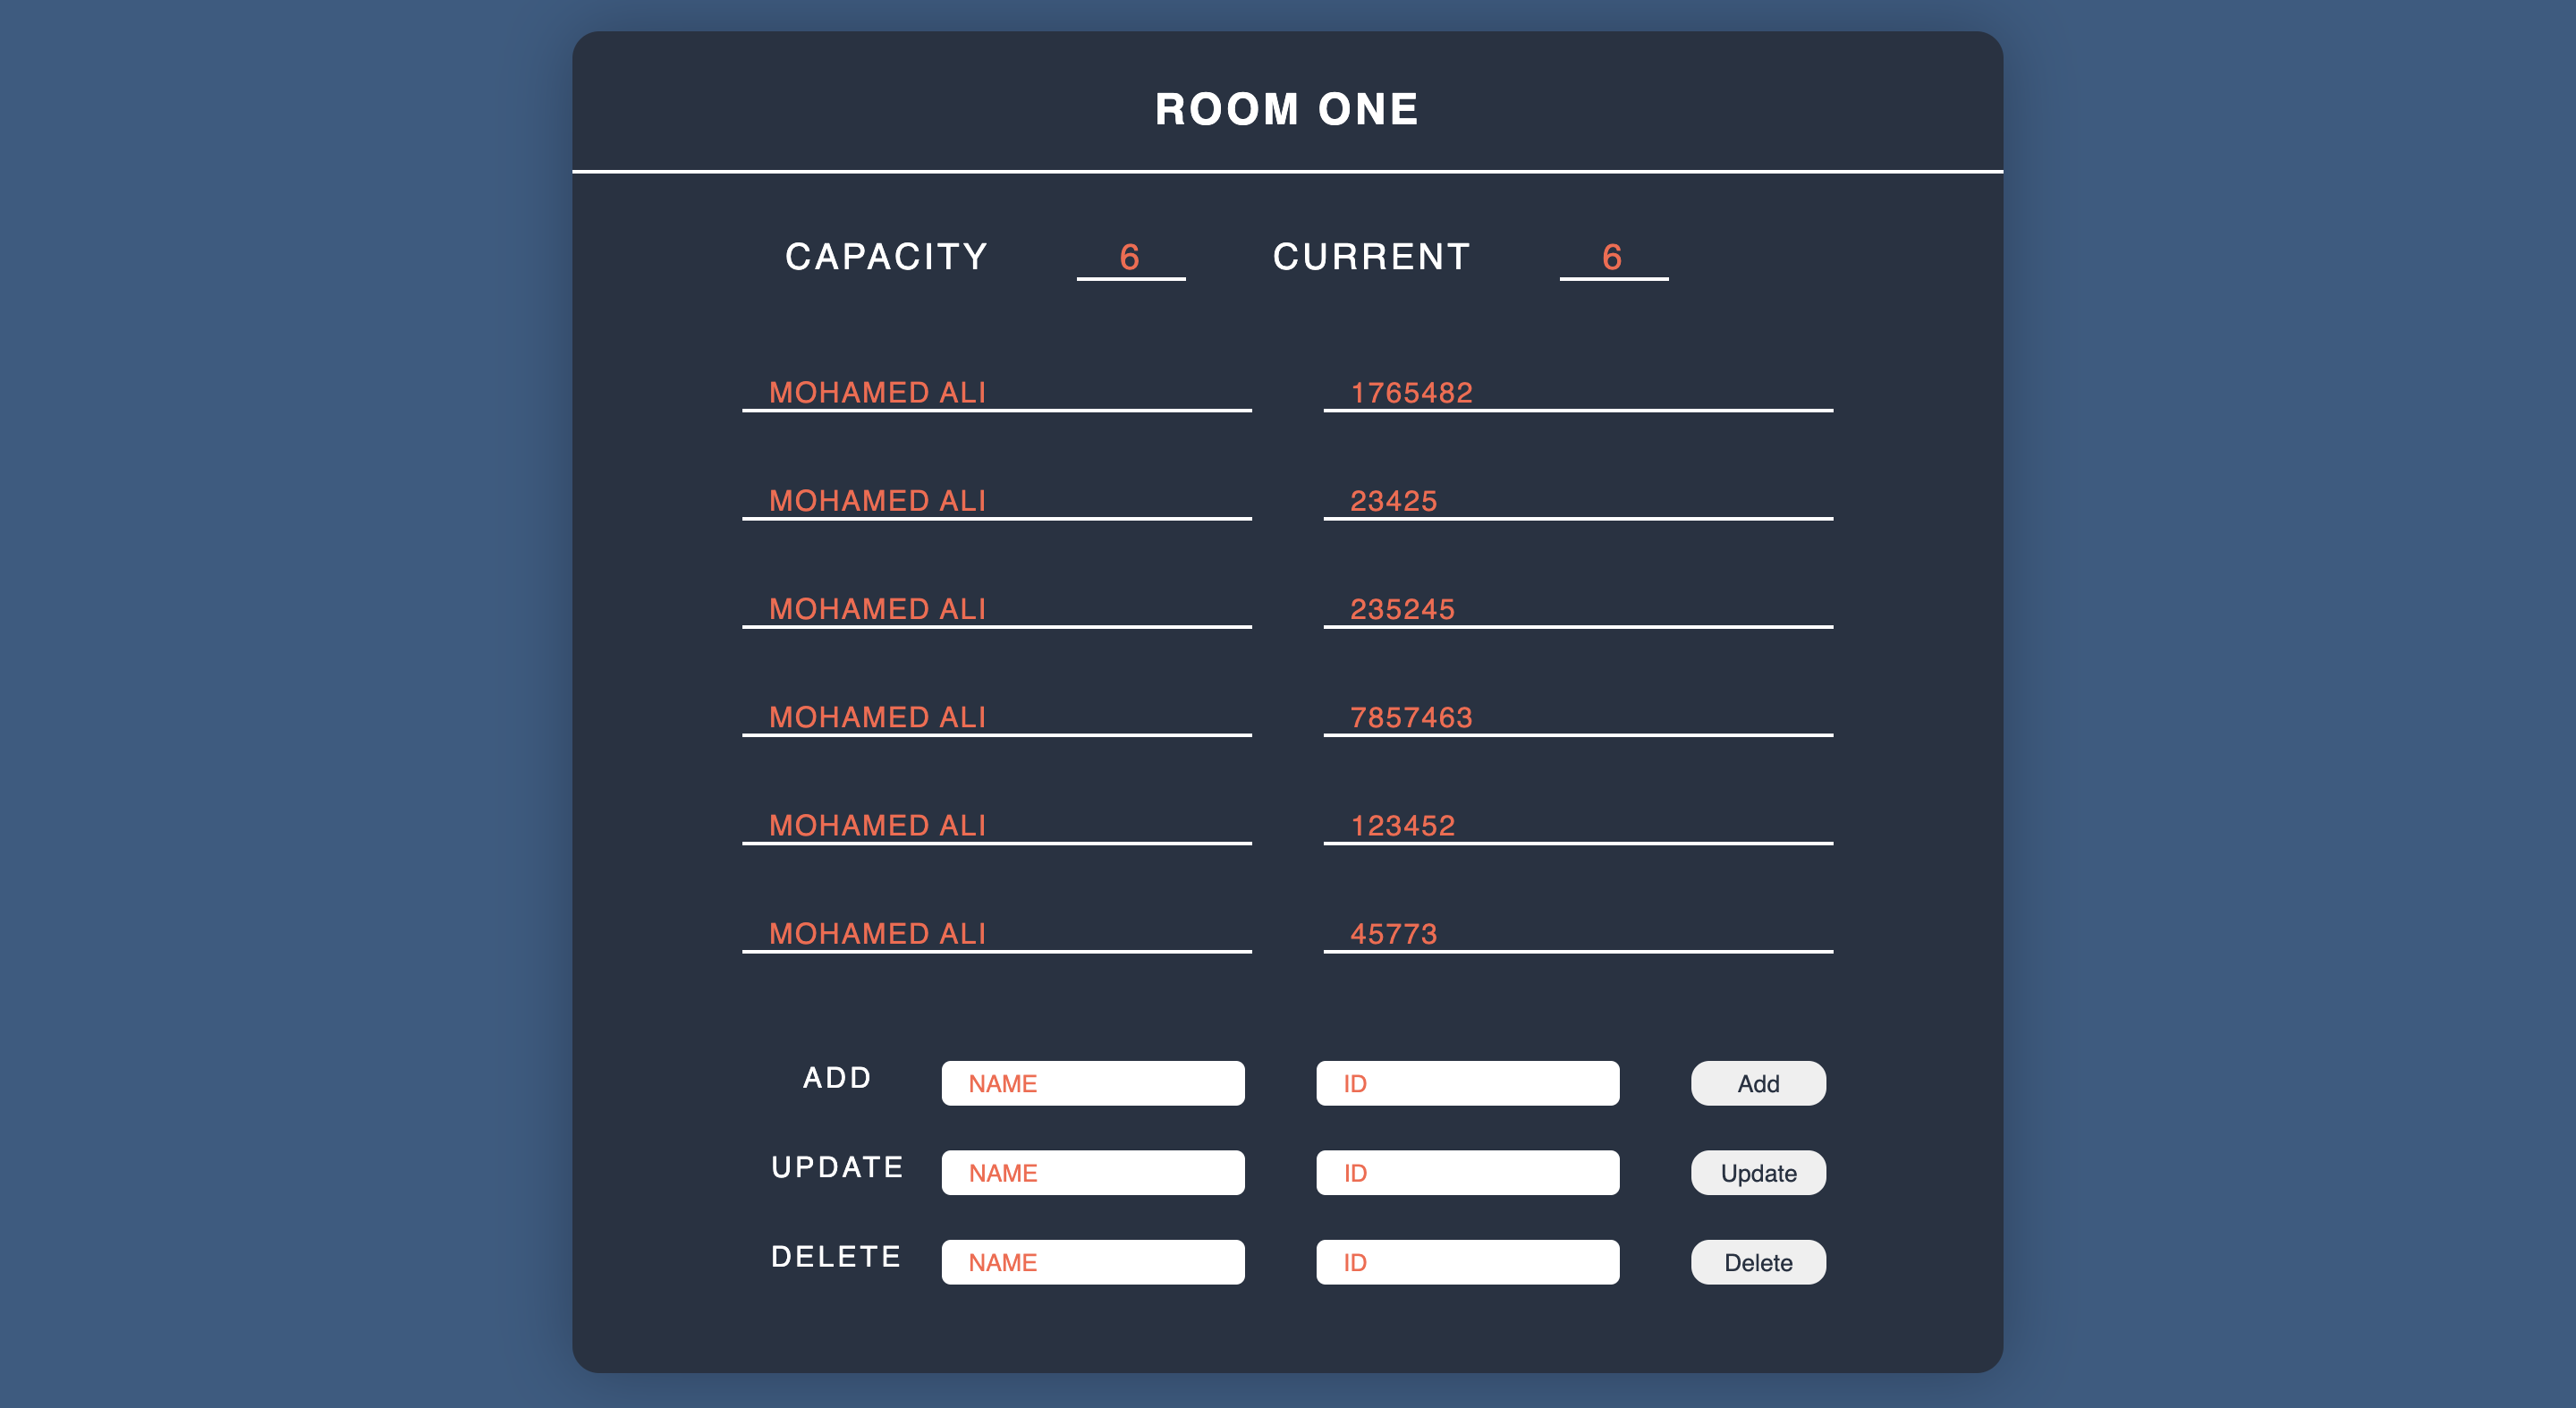 ROOM ONE
CAPACITY 6 CURRENT 6
MOHAMED ALI 1765482
MOHAMED ALI 23425
MOHAMED ALI 235245
MOHAMED ALI 7857463
MOHAMED ALI 123452
MOHAMED ALI 45773
ADD NAME ID Add
UPDATE NAME ID Update
DELETE NAME ID Delete